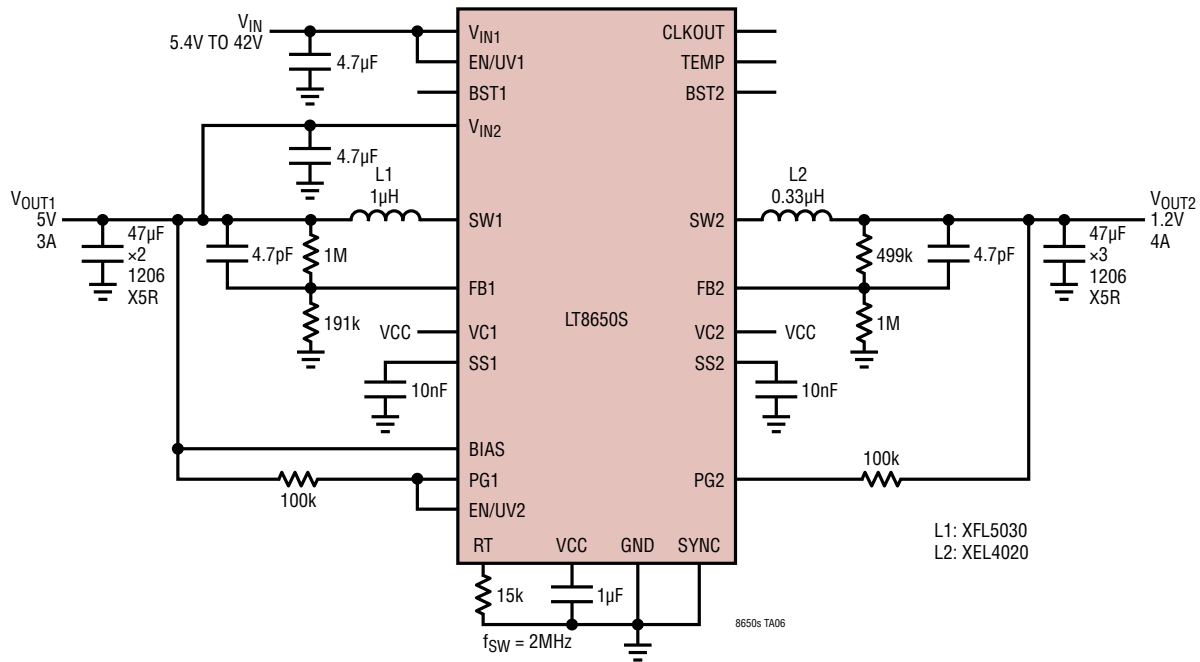 VIN
5.4V TO 42V
4.7µF
VIN1
EN/UV1
BST1
VIN2
4.7µF
L1
1µH
VOUT1
5V
3A
47µF
×2
1206
X5R
4.7pF
1M
191k
SW1
FB1
VCC
VC1
SS1
10nF
BIAS
PG1
100k
EN/UV2
LT8650S
CLKOUT
TEMP
BST2
L2
0.33µH
SW2
VOUT2
1.2V
4A
499k
4.7pF
47µF
×3
1206
X5R
FB2
1M
VC2
VCC
SS2
10nF
PG2
100k
L1: XFL5030
L2: XEL4020
RT
VCC
GND
SYNC
15k
1µF
fSW = 2MHz
8650s TA06